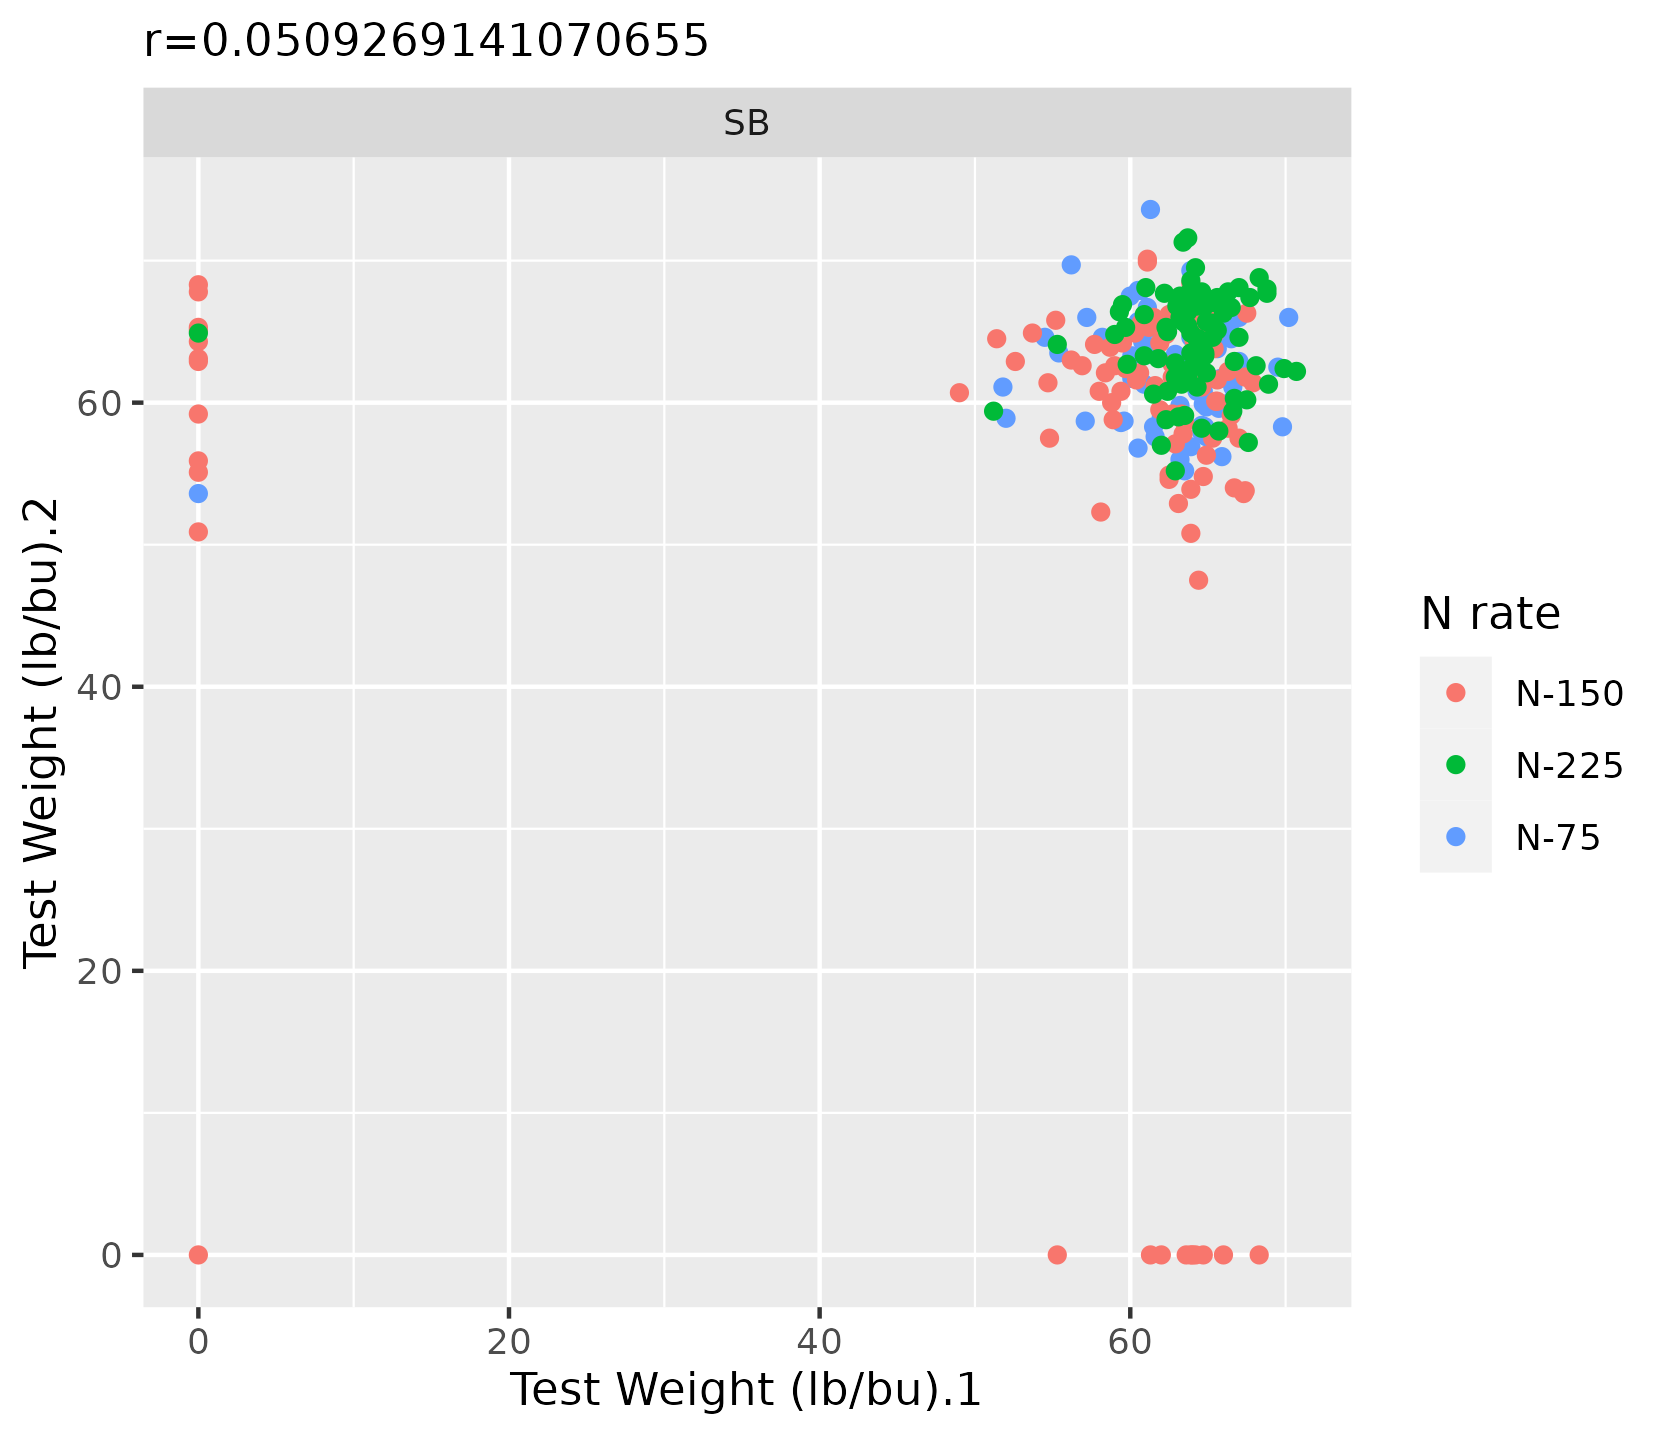 r=0.0509269141070655
SB
Test Weight (lb/bu).2
60
40
20
0
0 20 40 60
Test Weight (lb/bu).1
N rate
N-150
N-225
N-75